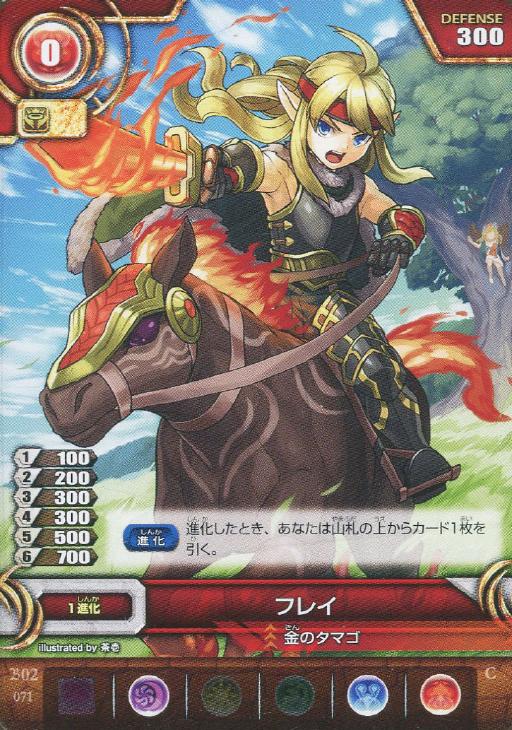 0
DEFENSE
300
1 100
2 200
3 300
4 300
5 500
6 700
進化 進化したとき、あなたは山札の上からカード1枚を
引く。
1進化
フレイ
金のタマゴ
illustrated by 茶壱
B02
071
C